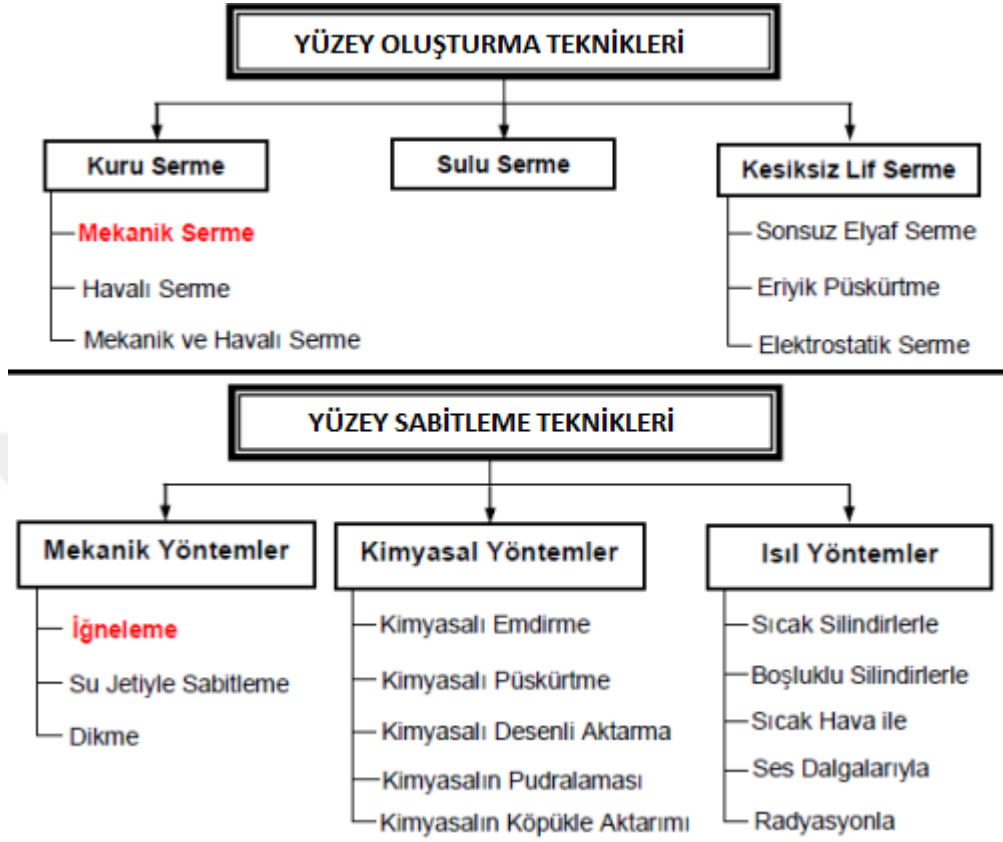 YÜZEY OLUŞTURMA TEKNİKLERİ
Kuru Serme
Mekanik Serme
Havalı Serme
Mekanik ve Havalı Serme
Sulu Serme
Kesiksiz Lif Serme
Sonsuz Elyaf Serme
Eriyik Püskürtme
Elektrostatik Serme
YÜZEY SABİTLEME TEKNİKLERİ
Mekanik Yöntemler
İğneleme
Su Jetiyle Sabitleme
Dikme
Kimyasal Yöntemler
Kimyasalı Emdirme
Kimyasalı Püskürtme
Kimyasalı Desenli Aktarma
Kimyasalın Pudralaması
Kimyasalın Köpükle Aktarımı
Isıl Yöntemler
Sıcak Silindirlerle
Boşluklu Silindirlerle
Sıcak Hava ile
Ses Dalgalarıyla
Radyasyonla